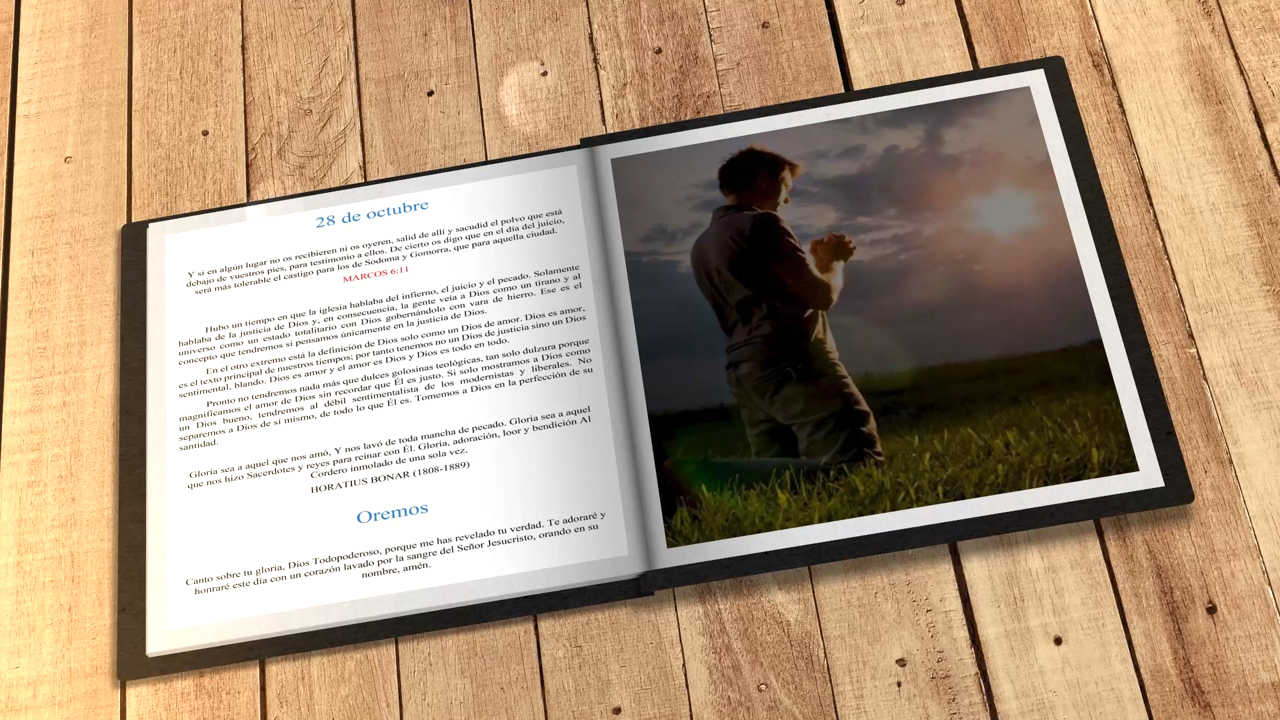 28 de octubre
Y si en algún lugar no os recibieren ni os oyeren, salid de allí y sacudid el polvo que está
debajo de vuestros pies, para testimonio a ellos. De cierto os digo que en el día del juicio,
será más tolerable el castigo para los de Sodoma y Gomorra, que para aquella ciudad.
MARCOS 6:11
Hubo un tiempo en que la iglesia hablaba del infierno, el juicio y el pecado. Solamente
hablaba de la justicia de Dios y, en consecuencia, la gente veía a Dios como un tirano y al
universo como un estado totalitario con Dios gobernándolo con vara de hierro. Ese es el
concepto que tendremos si pensamos únicamente en la justicia de Dios.
En el otro extremo está la definición de Dios solo como un Dios de amor. Dios es amor,
es el texto principal de nuestros tiempos; por tanto tenemos no un Dios de justicia sino un Dios
sentimental, blando. Dios es amor y el amor es Dios y Dios es todo en todo.
Pronto no tendremos nada más que dulces golosinas teológicas, tan solo dulzura porque
magnificamos el amor de Dios sin recordar que Él es justo. Si solo mostramos a Dios como
un Dios bueno, tendremos al débil sentimentalista de los modernistas y liberales. No
separemos a Dios de sí mismo, de todo lo que Él es. Tomemos a Dios en la perfección de su
santidad.
Gloria sea a aquel que nos amó, Y nos lavó de toda mancha de pecado. Gloria sea a aquel
que nos hizo Sacerdotes y reyes para reinar con Él. Gloria, adoración, loor y bendición Al
Cordero inmolado de una sola vez.
HORATIUS BONAR (1808-1889)
Oremos
Canto sobre tu gloria, Dios Todopoderoso, porque me has revelado tu verdad. Te adoraré y
honraré este día con un corazón lavado por la sangre del Señor Jesucristo, orando en su
nombre, amén.